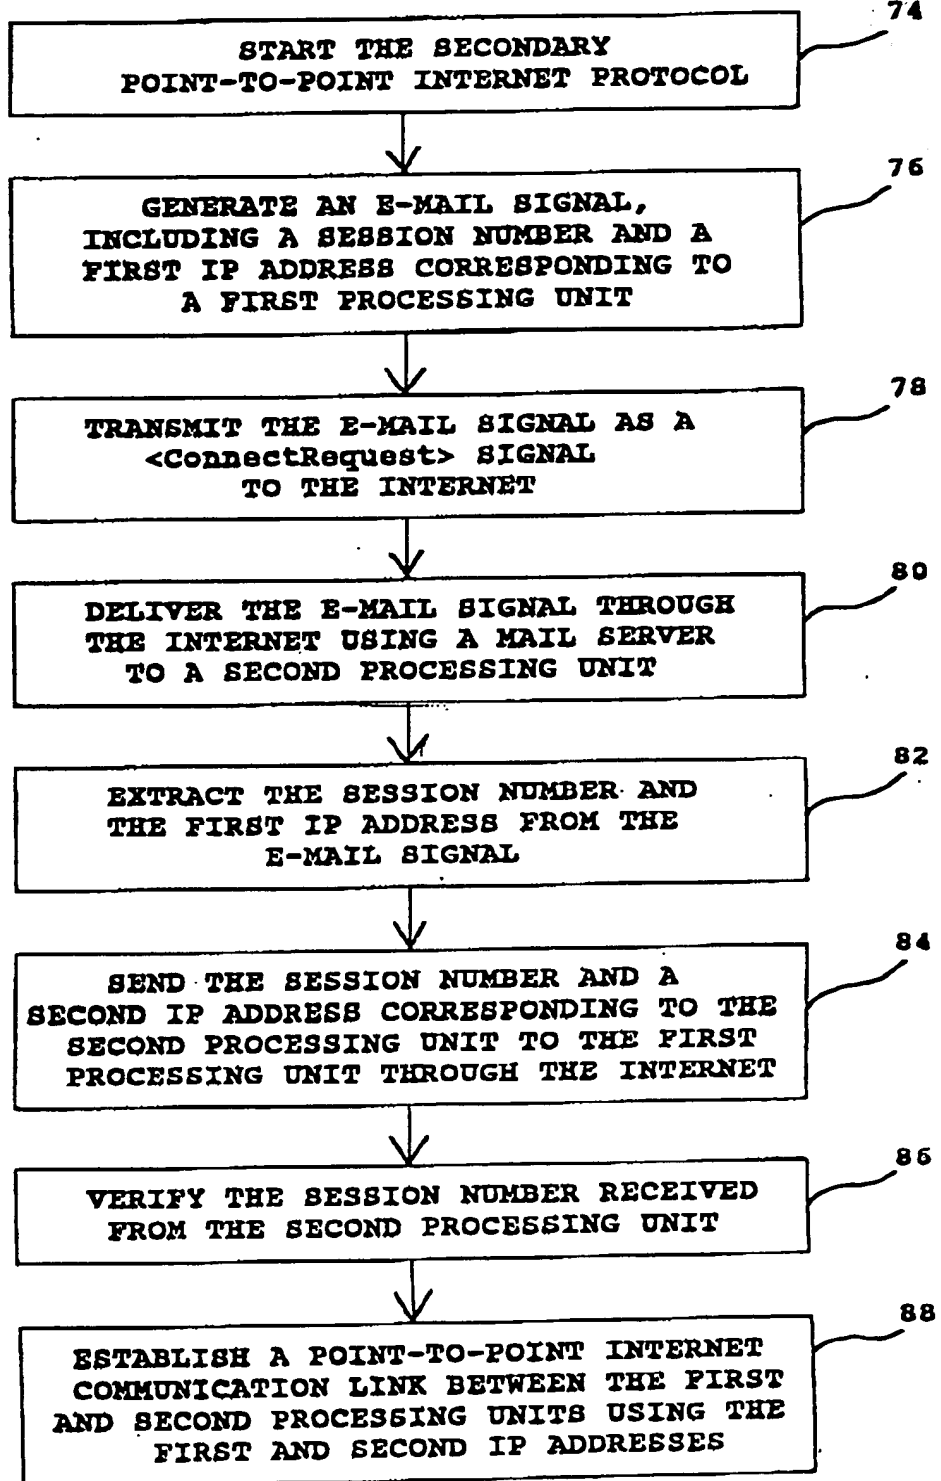 74
START THE SECONDARY
POINT-TO-POINT INTERNET PROTOCOL
76
GENERATE AN E-MAIL SIGNAL,
INCLUDING A SESSION NUMBER AND A
FIRST IP ADDRESS CORRESPONDING TO
A FIRST PROCESSING UNIT
78
TRANSMIT THE E-MAIL SIGNAL AS A
<ConnectRequest> SIGNAL
TO THE INTERNET
80
DELIVER THE E-MAIL SIGNAL THROUGH
THE INTERNET USING A MAIL SERVER
TO A SECOND PROCESSING UNIT
82
EXTRACT THE SESSION NUMBER AND
THE FIRST IP ADDRESS FROM THE
E-MAIL SIGNAL
84
SEND THE SESSION NUMBER AND A
SECOND IP ADDRESS CORRESPONDING TO THE
SECOND PROCESSING UNIT TO THE FIRST
PROCESSING UNIT THROUGH THE INTERNET
86
VERIFY THE SESSION NUMBER RECEIVED
FROM THE SECOND PROCESSING UNIT
88
ESTABLISH A POINT-TO-POINT INTERNET
COMMUNICATION LINK BETWEEN THE FIRST
AND SECOND PROCESSING UNITS USING THE
FIRST AND SECOND IP ADDRESSES